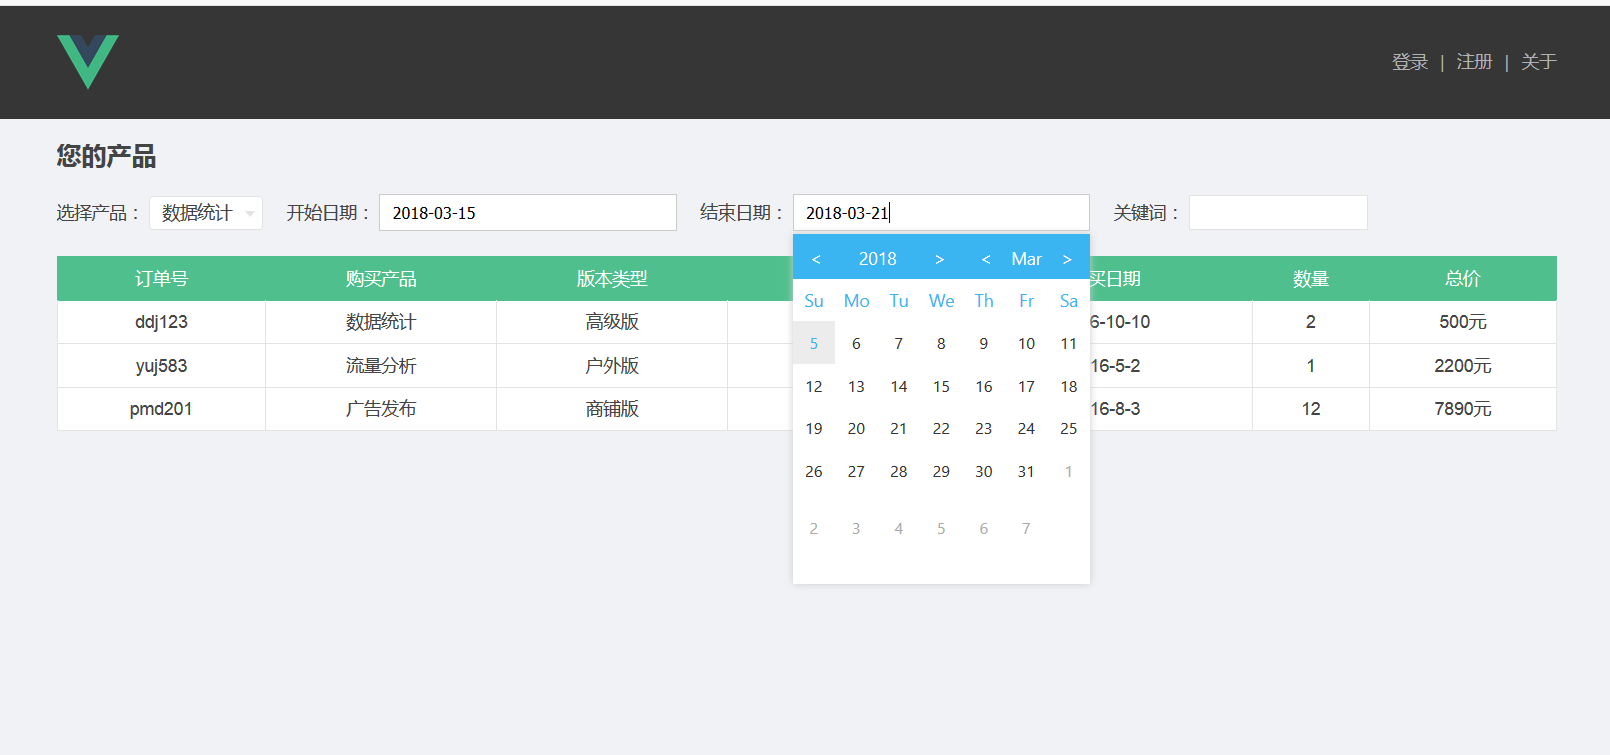 登录 | 注册 | 关于
您的产品
选择产品： 数据统计 开始日期： 2018-03-15 结束日期： 2018-03-21 关键词：
订单号 购买产品 版本类型 买日期 数量 总价
ddj123 数据统计 高级版 6-10-10 2 500元
yuj583 流量分析 户外版 16-5-2 1 2200元
pmd201 广告发布 商铺版 16-8-3 12 7890元
< 2018 > < Mar >
Su Mo Tu We Th Fr Sa
5 6 7 8 9 10 11
12 13 14 15 16 17 18
19 20 21 22 23 24 25
26 27 28 29 30 31 1
2 3 4 5 6 7